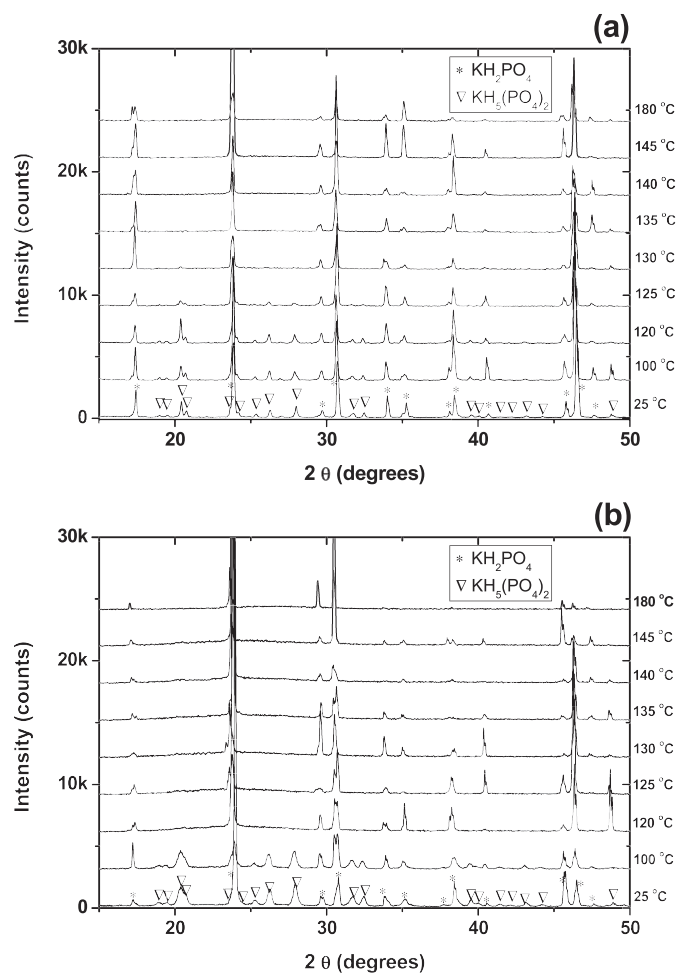 (a)
30k
* KH₂PO₄
▽ KH₅(PO₄)₂
180 °C
145 °C
20k
140 °C
135 °C
130 °C
10k
125 °C
120 °C
100 °C
0
25 °C
20 30 40 50
Intensity (counts)
2 θ (degrees)
(b)
30k
* KH₂PO₄
▽ KH₅(PO₄)₂
180 °C
145 °C
20k
140 °C
135 °C
130 °C
10k
125 °C
120 °C
100 °C
0
25 °C
20 30 40 50
Intensity (counts)
2 θ (degrees)